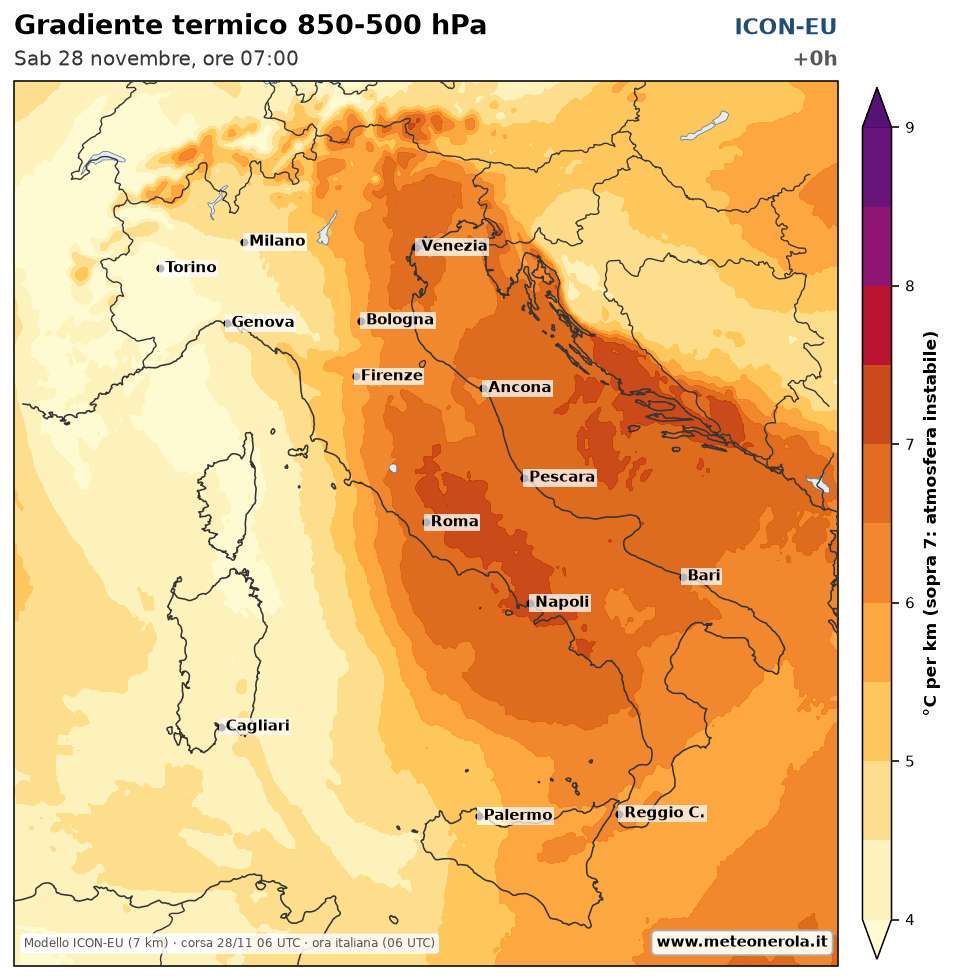 Gradiente termico 850-500 hPa
ICON-EU
Sab 28 novembre, ore 07:00
+0h
Milano
Venezia
Torino
Genova
Bologna
Firenze
Ancona
Pescara
Roma
Bari
Napoli
Cagliari
Palermo
Reggio C.
9
8
7
6
5
4
°C per km (sopra 7: atmosfera instabile)
Modello ICON-EU (7 km) · corsa 28/11 06 UTC · ora italiana (06 UTC)
www.meteonerola.it